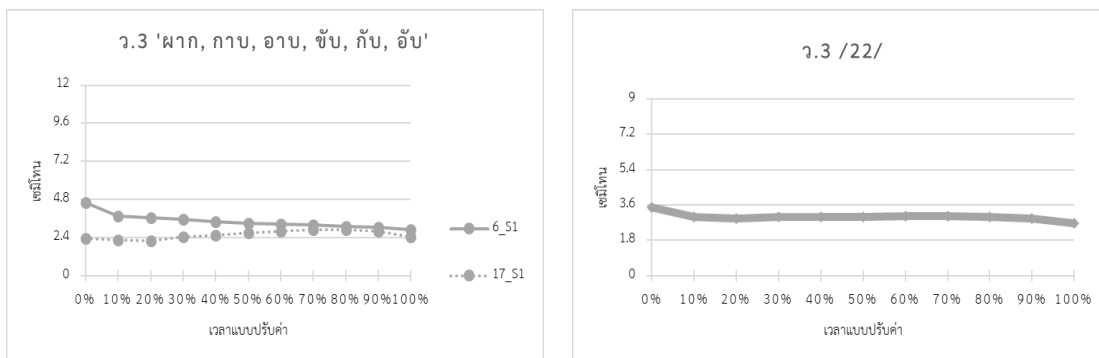 ว.3 'ผาก, กาบ, อาบ, ขับ, กับ, อับ'
12
9.6
7.2
4.8
2.4
0
เซมิโทน
0% 10% 20% 30% 40% 50% 60% 70% 80% 90% 100%
เวลาแบบปรับค่า
6_S1
17_S1
ว.3 /22/
9
7.2
5.4
3.6
1.8
0
เซมิโทน
0% 10% 20% 30% 40% 50% 60% 70% 80% 90% 100%
เวลาแบบปรับค่า